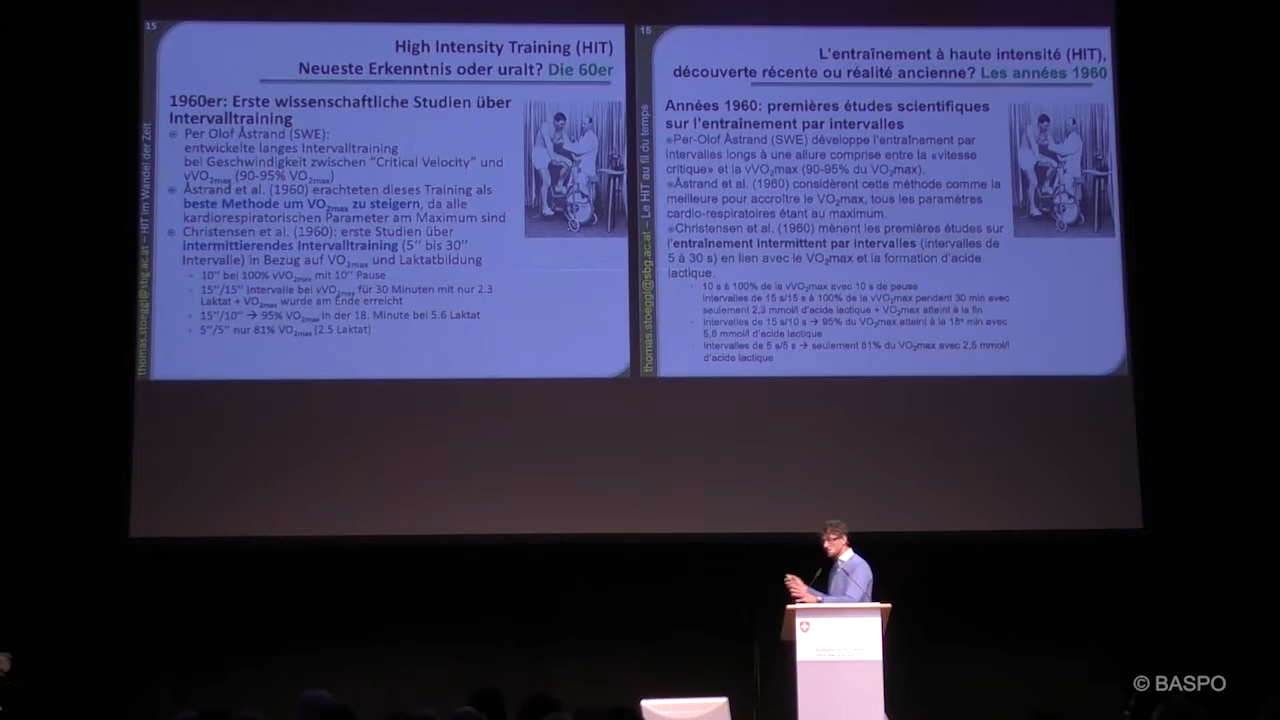 15
High Intensity Training (HIT)
Neueste Erkenntnis oder uralt? Die 60er
1960er: Erste wissenschaftliche Studien über
Intervalltraining
Per Olof Åstrand (SWE):
entwickelte langes Intervalltraining
bei Geschwindigkeit zwischen “Critical Velocity” und
vVO2max (90-95% VO2max)
Åstrand et al. (1960) erachteten dieses Training als
beste Methode um VO2max zu steigern, da alle
kardiorespiratorischen Parameter am Maximum sind
Christensen et al. (1960): erste Studien über
intermittierendes Intervalltraining (5’’ bis 30’’
Intervalle) in Bezug auf VO2max und Laktatbildung
10’’ bei 100% vVO2max mit 10’’ Pause
15’’/15’’ Intervalle bei vVO2max für 30 Minuten mit nur 2.3
Laktat + VO2max wurde am Ende erreicht
15’’/10’’ → 95% VO2max in der 18. Minute bei 5.6 Laktat
5’’/5’’ nur 81% VO2max (2.5 Laktat)
thomas.stoeggl@sbg.ac.at – HIT im Wandel der Zeit
15
L'entraînement à haute intensité (HIT),
découverte récente ou réalité ancienne? Les années 1960
Années 1960: premières études scientifiques
sur l'entraînement par intervalles
Per-Olof Åstrand (SWE) développe l'entraînement par
intervalles longs à une allure comprise entre la «vitesse
critique» et la vVO2max (90-95% du VO2max).
Åstrand et al. (1960) considèrent cette méthode comme la
meilleure pour accroître le VO2max, tous les paramètres
cardio-respiratoires étant au maximum.
Christensen et al. (1960) mènent les premières études sur
l'entraînement intermittent par intervalles (intervalles de
5 à 30 s) en lien avec le VO2max et la formation d'acide
lactique.
10 s à 100% de la vVO2max avec 10 s de pause
Intervalles de 15 s/15 s à 100% de la vVO2max pendant 30 min avec
seulement 2,3 mmol/l d'acide lactique + VO2max atteint à la fin
Intervalles de 15 s/10 s → 95% du VO2max atteint à la 18e min avec
5,6 mmol/l d'acide lactique
Intervalles de 5 s/5 s → seulement 81% du VO2max avec 2,5 mmol/l
d'acide lactique
thomas.stoeggl@sbg.ac.at – Le HIT au fil du temps
© BASPO